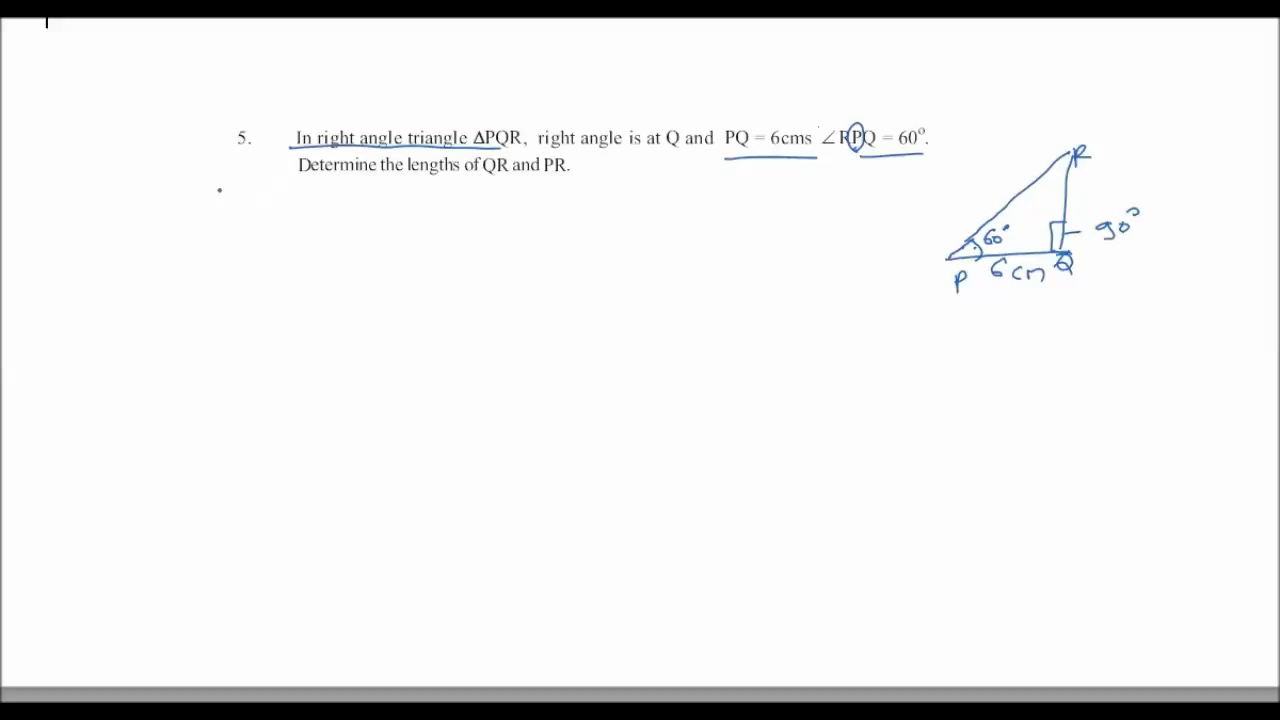 5. In right angle triangle ΔPQR, right angle is at Q and PQ = 6cms ∠RPQ = 60°.
Determine the lengths of QR and PR.
R
60° 90°
P 6cm Q